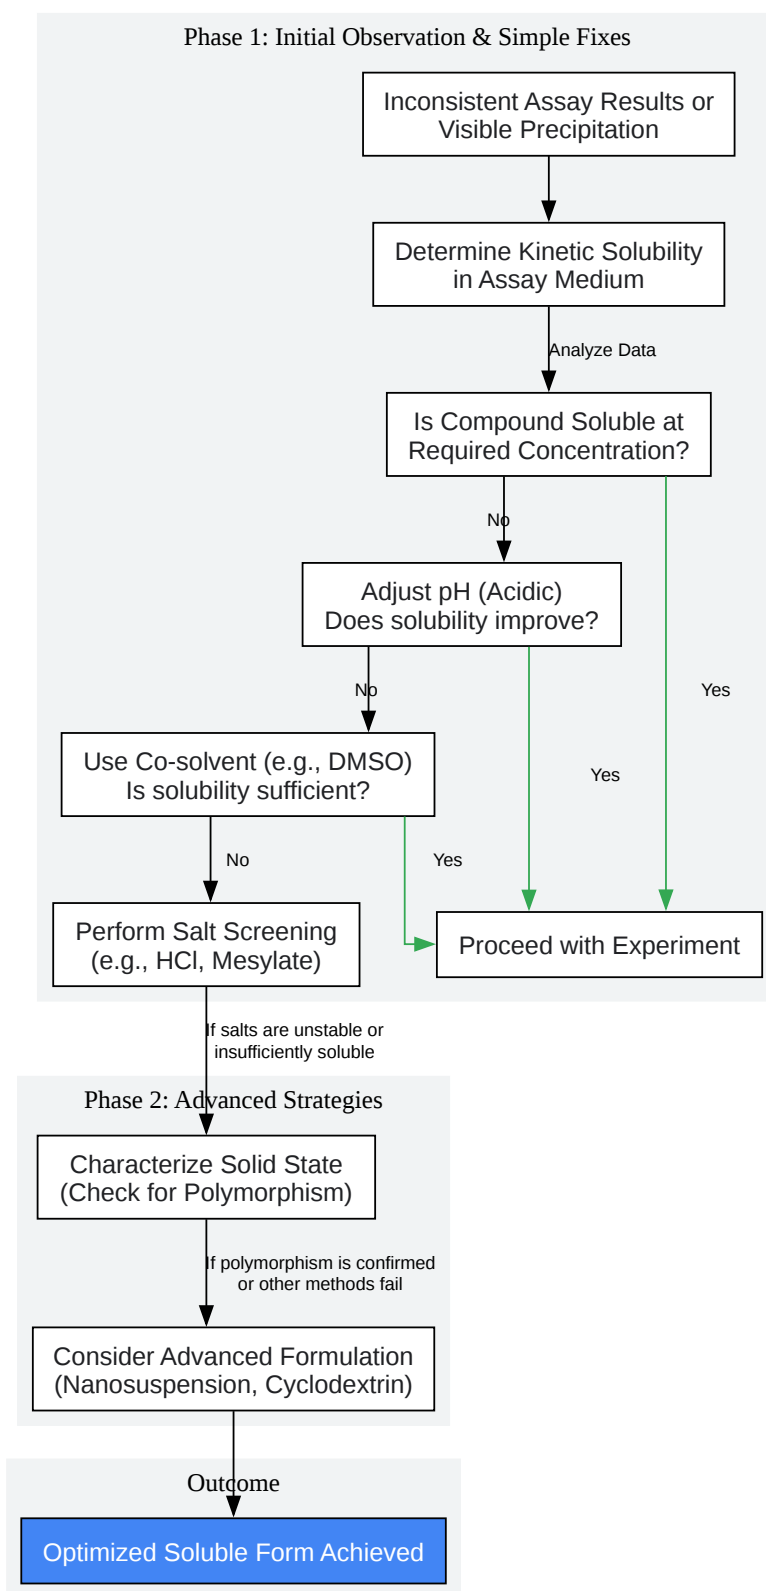 Phase 1: Initial Observation & Simple Fixes
Inconsistent Assay Results or
Visible Precipitation
Determine Kinetic Solubility
in Assay Medium
Analyze Data
Is Compound Soluble at
Required Concentration?
No
Adjust pH (Acidic)
Does solubility improve?
No
Yes
Use Co-solvent (e.g., DMSO)
Is solubility sufficient?
Yes
No
Yes
Perform Salt Screening
(e.g., HCl, Mesylate)
Proceed with Experiment
If salts are unstable or
insufficiently soluble
Phase 2: Advanced Strategies
Characterize Solid State
(Check for Polymorphism)
If polymorphism is confirmed
or other methods fail
Consider Advanced Formulation
(Nanosuspension, Cyclodextrin)
Outcome
Optimized Soluble Form Achieved